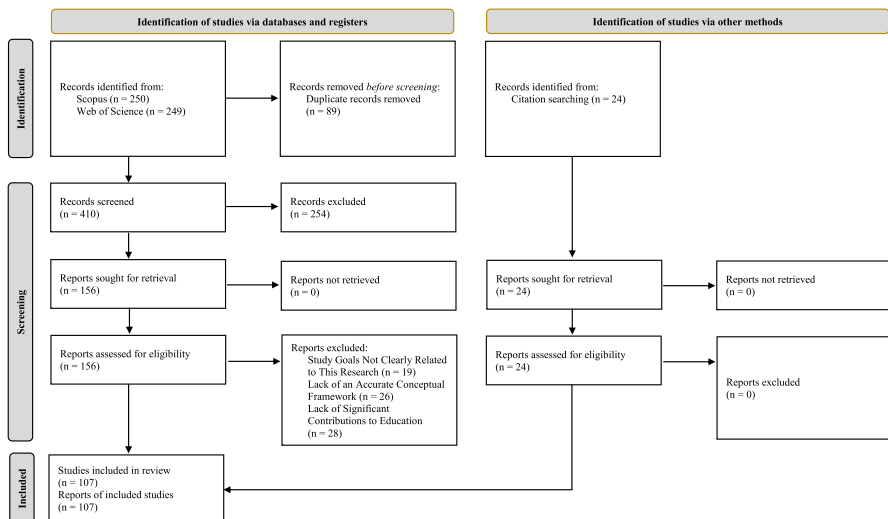 Identification of studies via databases and registers
Identification of studies via other methods
Identification
Records identified from:
Scopus (n = 250)
Web of Science (n = 249)
Records removed before screening:
Duplicate records removed
(n = 89)
Records identified from:
Citation searching (n = 24)
Screening
Records screened
(n = 410)
Records excluded
(n = 254)
Reports sought for retrieval
(n = 156)
Reports not retrieved
(n = 0)
Reports sought for retrieval
(n = 24)
Reports not retrieved
(n = 0)
Reports assessed for eligibility
(n = 156)
Reports excluded:
Study Goals Not Clearly Related
to This Research (n = 19)
Lack of an Accurate Conceptual
Framework (n = 26)
Lack of Significant
Contributions to Education
(n = 28)
Reports assessed for eligibility
(n = 24)
Reports excluded
(n = 0)
Included
Studies included in review
(n = 107)
Reports of included studies
(n = 107)